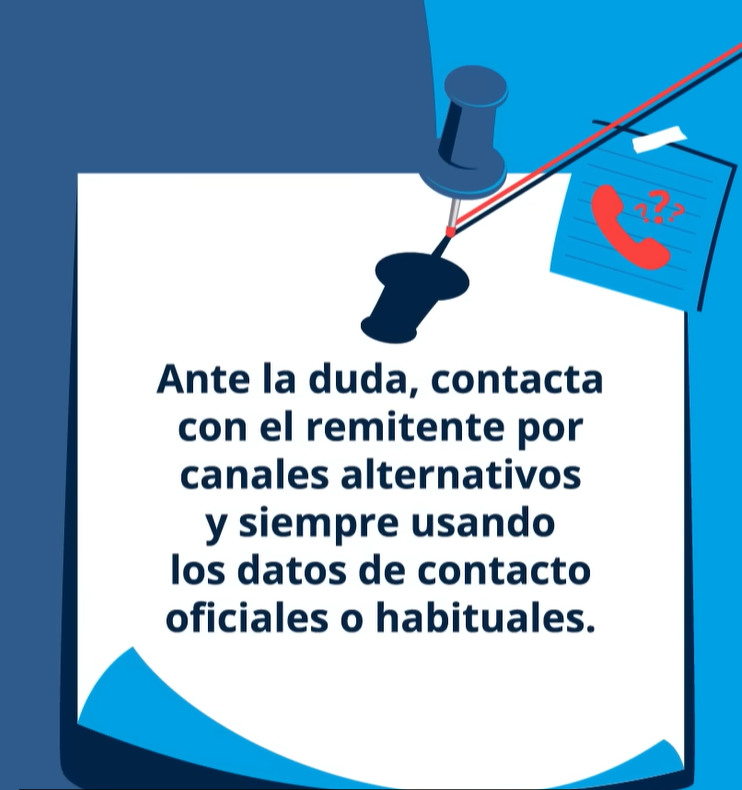 ???
Ante la duda, contacta
con el remitente por
canales alternativos
y siempre usando
los datos de contacto
oficiales o habituales.